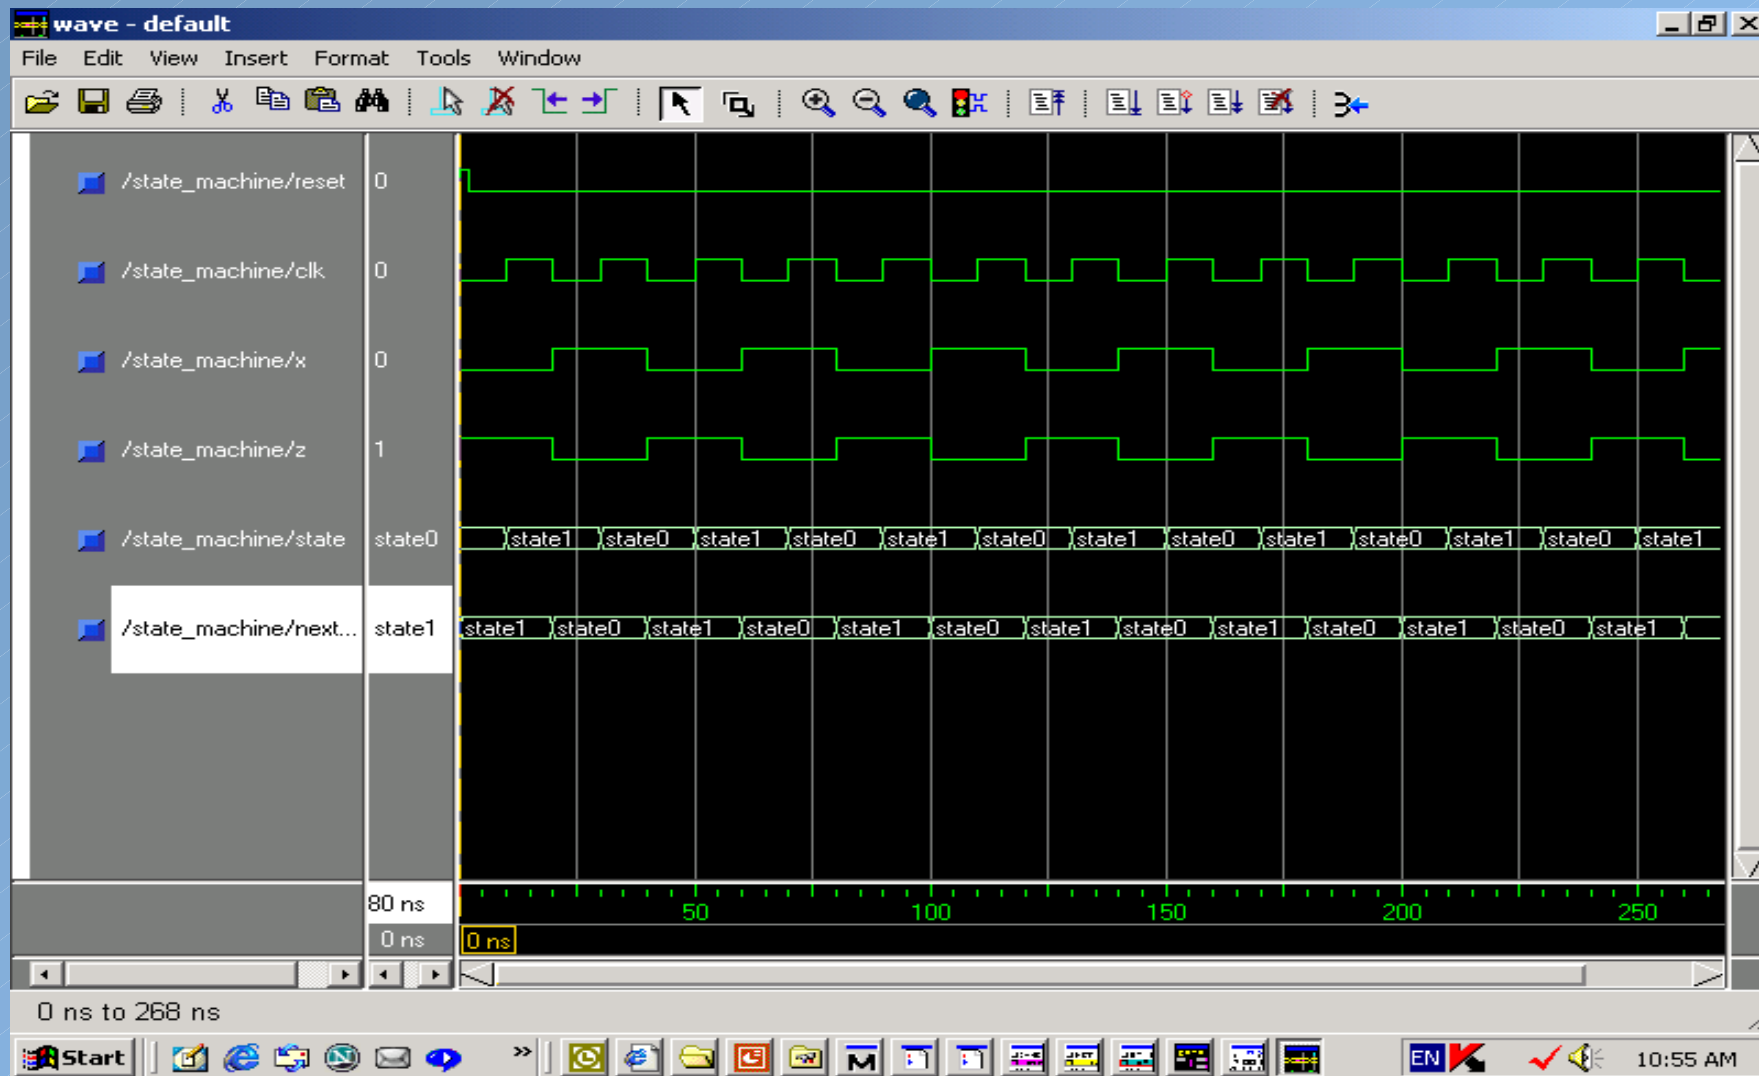 wave - default
File Edit View Insert Format Tools Window
/state_machine/reset 0
/state_machine/clk 0
/state_machine/x 0
/state_machine/z 1
/state_machine/state state0 state1 state0 state1 state0 state1 state0 state1 state0 state1 state0 state1 state0 state1
/state_machine/next... state1 state1 state0 state1 state0 state1 state0 state1 state0 state1 state0 state1 state0 state1
80 ns 50 100 150 200 250
0 ns 0 ns
0 ns to 268 ns
Start » EN 10:55 AM